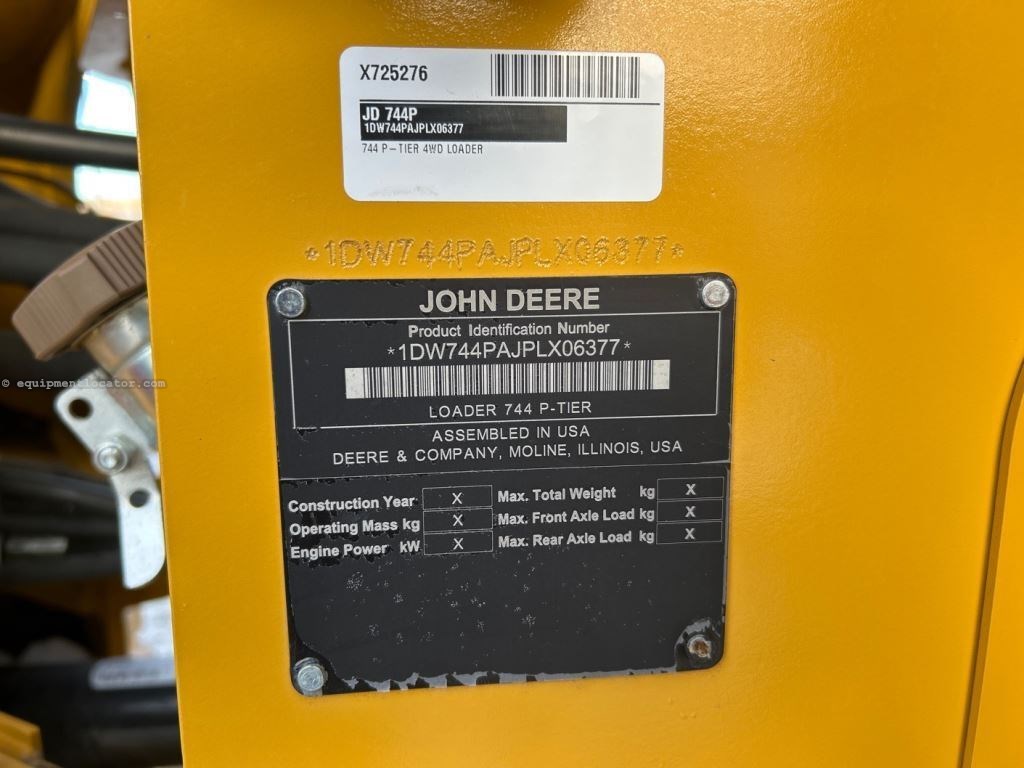 X725276
JD 744P
1DW744PAJPLX06377
744 P-TIER 4WD LOADER
*1DW744PAJPLX06377*
JOHN DEERE
Product Identification Number
*1DW744PAJPLX06377*
LOADER 744 P-TIER
ASSEMBLED IN USA
DEERE & COMPANY, MOLINE, ILLINOIS, USA
Construction Year X Max. Total Weight kg X
Operating Mass kg X Max. Front Axle Load kg X
Engine Power kW X Max. Rear Axle Load kg X
© equipmentlocator.com